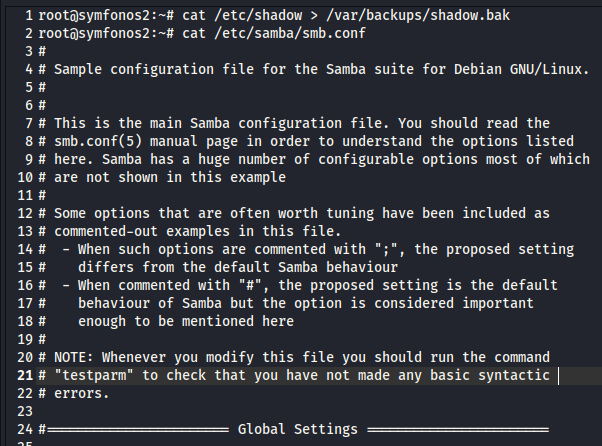 1 root@symfonos2:~# cat /etc/shadow > /var/backups/shadow.bak
2 root@symfonos2:~# cat /etc/samba/smb.conf
3 #
4 # Sample configuration file for the Samba suite for Debian GNU/Linux.
5 #
6 #
7 # This is the main Samba configuration file. You should read the
8 # smb.conf(5) manual page in order to understand the options listed
9 # here. Samba has a huge number of configurable options most of which
10 # are not shown in this example
11 #
12 # Some options that are often worth tuning have been included as
13 # commented-out examples in this file.
14 #  - When such options are commented with ";", the proposed setting
15 #    differs from the default Samba behaviour
16 #  - When commented with "#", the proposed setting is the default
17 #    behaviour of Samba but the option is considered important
18 #    enough to be mentioned here
19 #
20 # NOTE: Whenever you modify this file you should run the command
21 # "testparm" to check that you have not made any basic syntactic
22 # errors.
23
24 #======================= Global Settings =======================
25